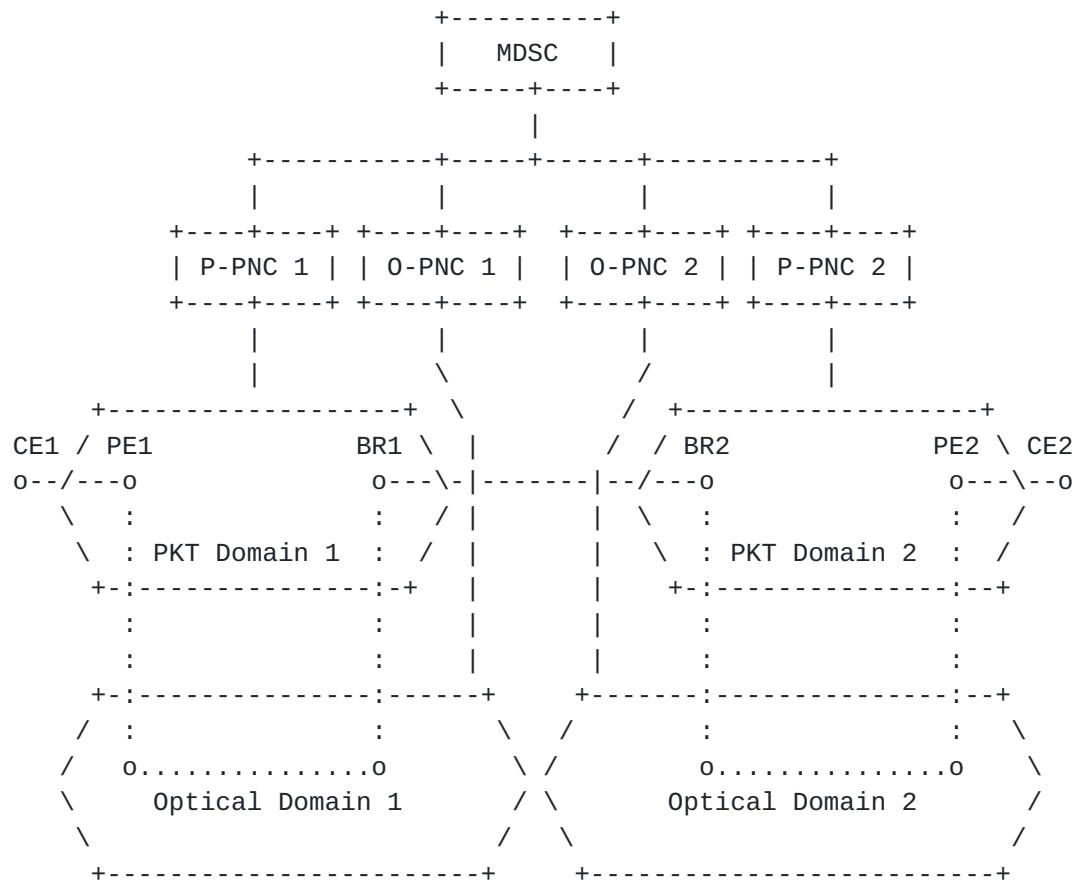 MDSC
P-PNC 1 O-PNC 1 O-PNC 2 P-PNC 2
CE1 PE1 BR1 BR2 PE2 CE2
PKT Domain 1 PKT Domain 2
Optical Domain 1 Optical Domain 2